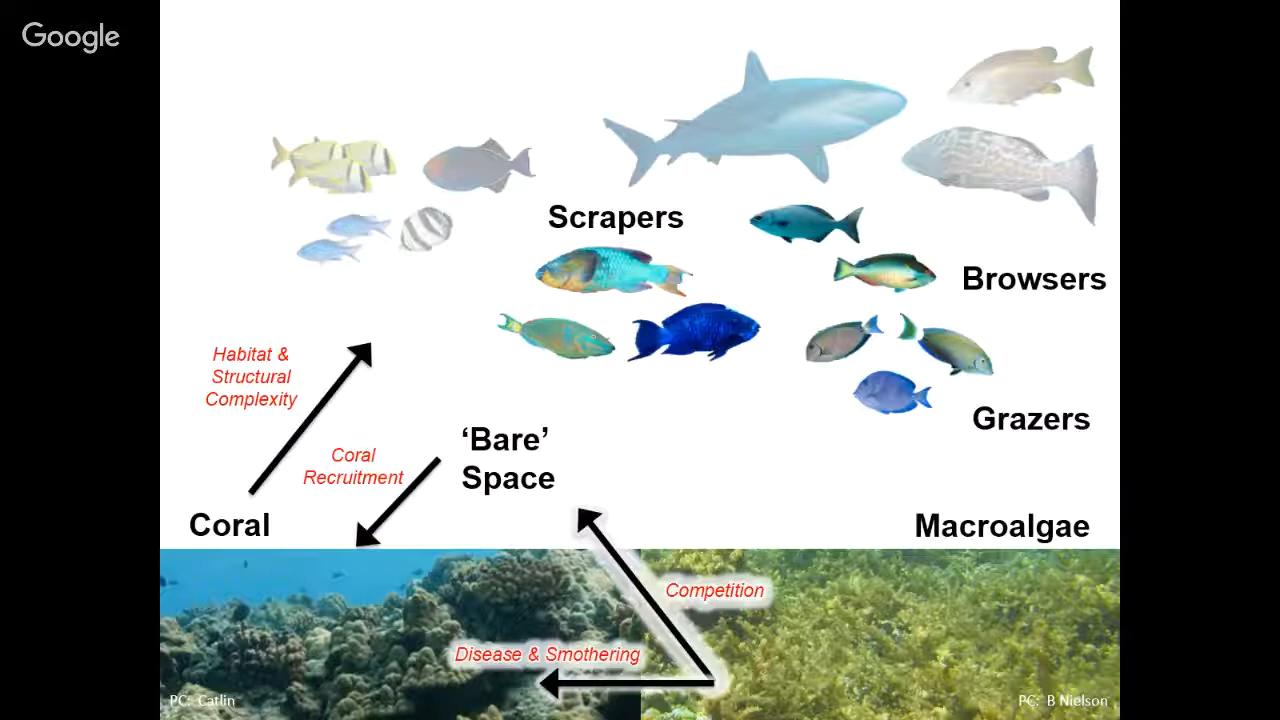 Google
Scrapers
Browsers
Habitat &
Structural
Complexity
Grazers
Coral
Recruitment
‘Bare’
Space
Coral
Macroalgae
Competition
Disease & Smothering
PC: Catlin
PC: B Nielson